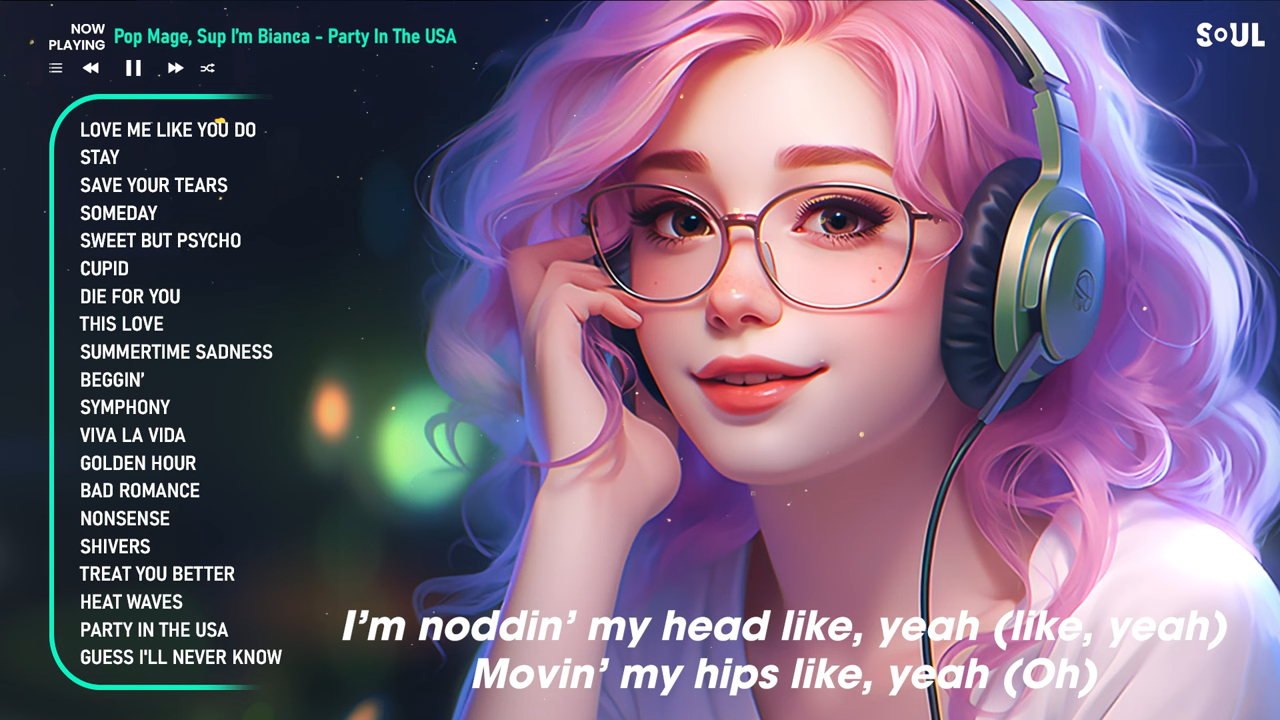 NOW
PLAYING
Pop Mage, Sup I'm Bianca - Party In The USA
SOUL
LOVE ME LIKE YOU DO
STAY
SAVE YOUR TEARS
SOMEDAY
SWEET BUT PSYCHO
CUPID
DIE FOR YOU
THIS LOVE
SUMMERTIME SADNESS
BEGGIN'
SYMPHONY
VIVA LA VIDA
GOLDEN HOUR
BAD ROMANCE
NONSENSE
SHIVERS
TREAT YOU BETTER
HEAT WAVES
PARTY IN THE USA
GUESS I'LL NEVER KNOW
I'm noddin' my head like, yeah (like, yeah)
Movin' my hips like, yeah (Oh)